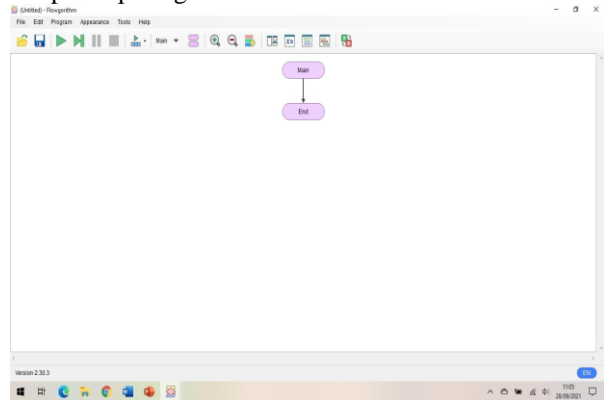 (Untitled) - Flowgorithm
File Edit Program Appearance Tools Help
Main
Main
End
Version 2.30.3
EN
11:05
28/09/2021